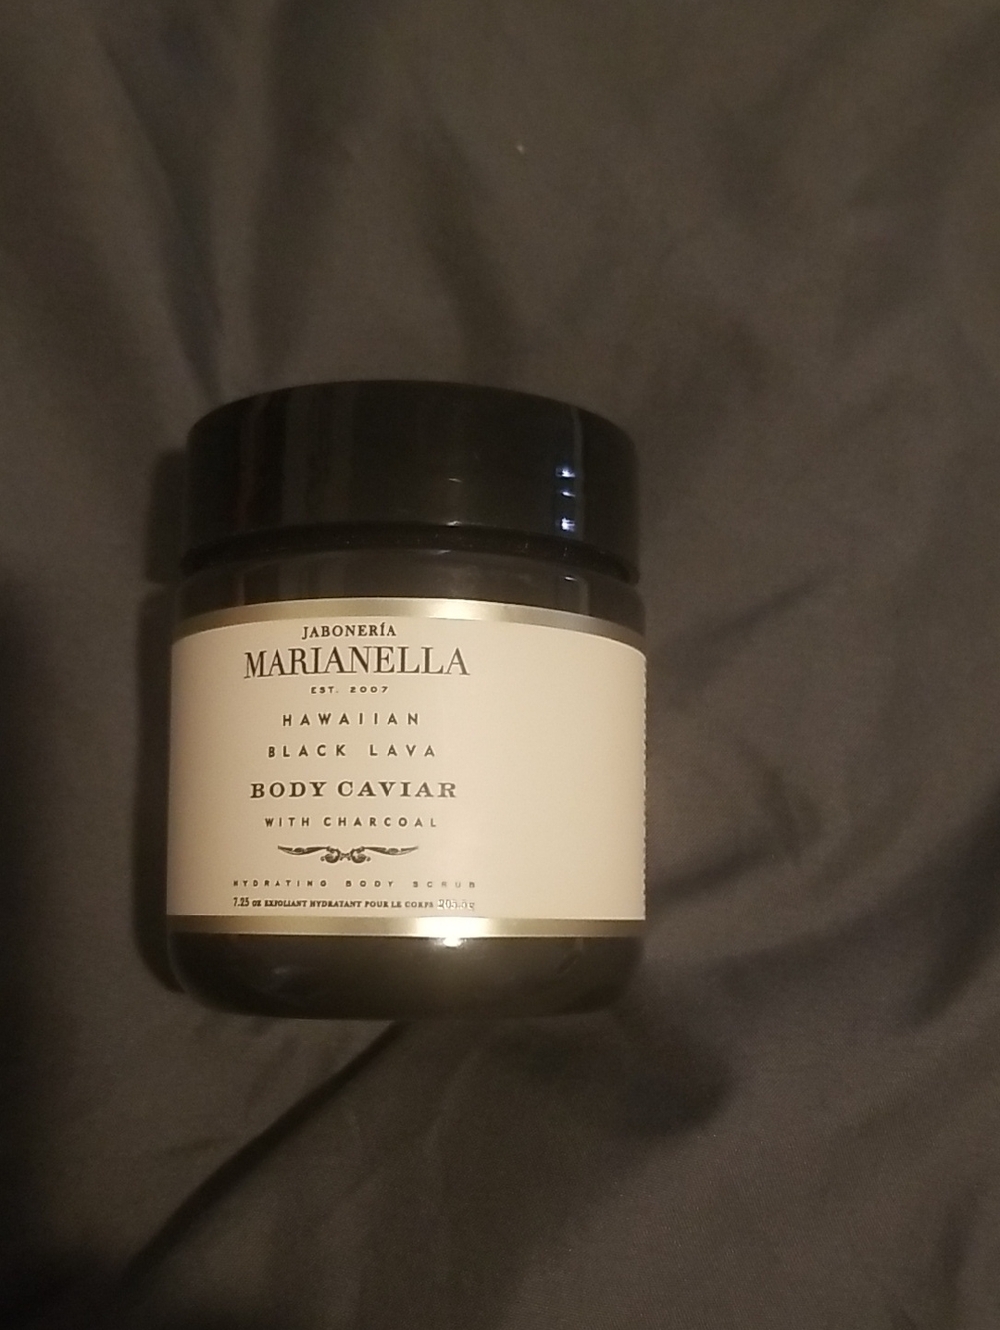 JABONERÍA
MARIANELLA
EST. 2007
HAWAIIAN
BLACK LAVA
BODY CAVIAR
WITH CHARCOAL
HYDRATING BODY SCRUB
7.25 OZ EXFOLIANT HYDRATANT POUR LE CORPS